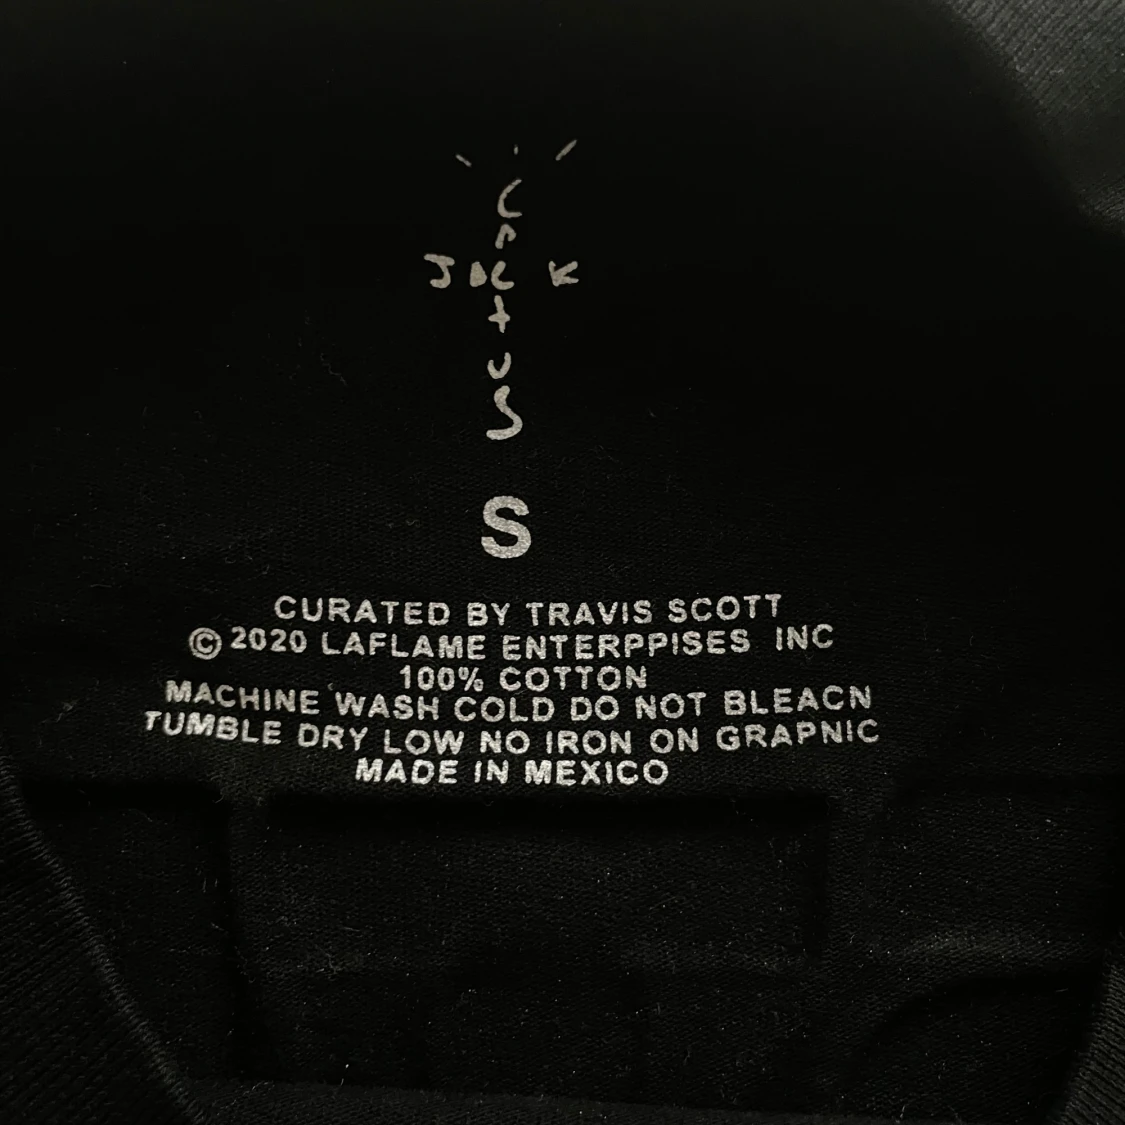 CACTUS
JACK
S
CURATED BY TRAVIS SCOTT
© 2020 LAFLAME ENTERPPISES INC
100% COTTON
MACHINE WASH COLD DO NOT BLEACN
TUMBLE DRY LOW NO IRON ON GRAPNIC
MADE IN MEXICO